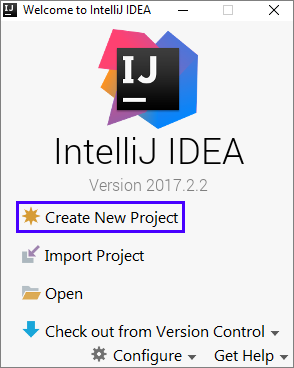 Welcome to IntelliJ IDEA
IJ
IntelliJ IDEA
Version 2017.2.2
Create New Project
Import Project
Open
Check out from Version Control
Configure Get Help